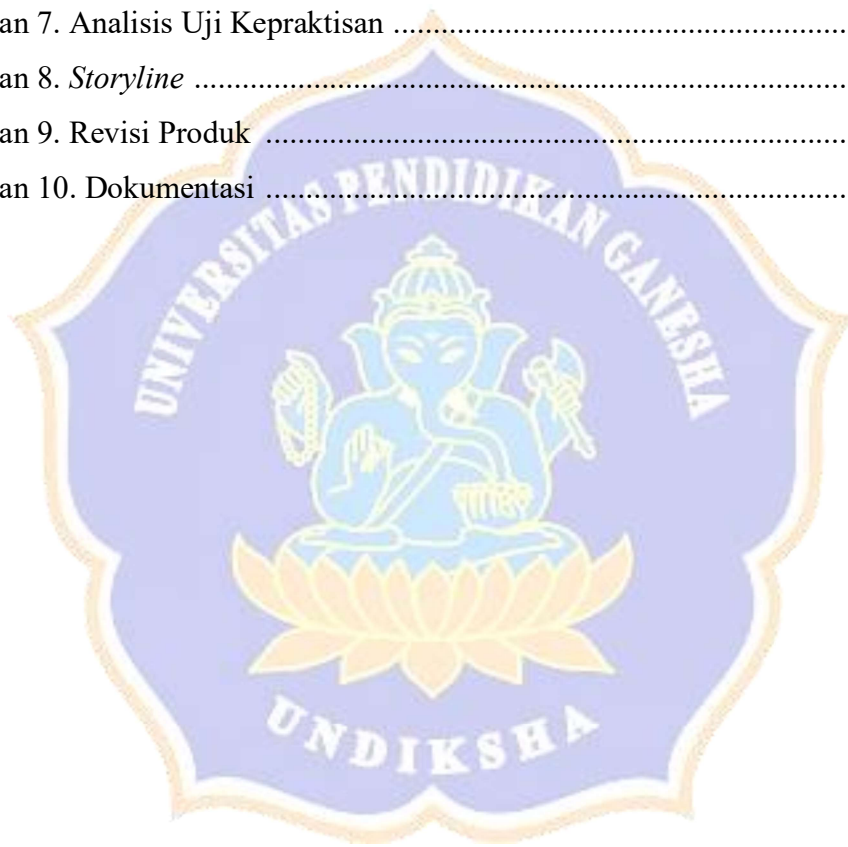 an 7. Analisis Uji Kepraktisan ........................................................................
an 8. Storyline ........................................................................................
an 9. Revisi Produk ..................................................................................
an 10. Dokumentasi ..................................................................................
UNIVERSITAS PENDIDIKAN GANESHA
UNDIKSHA